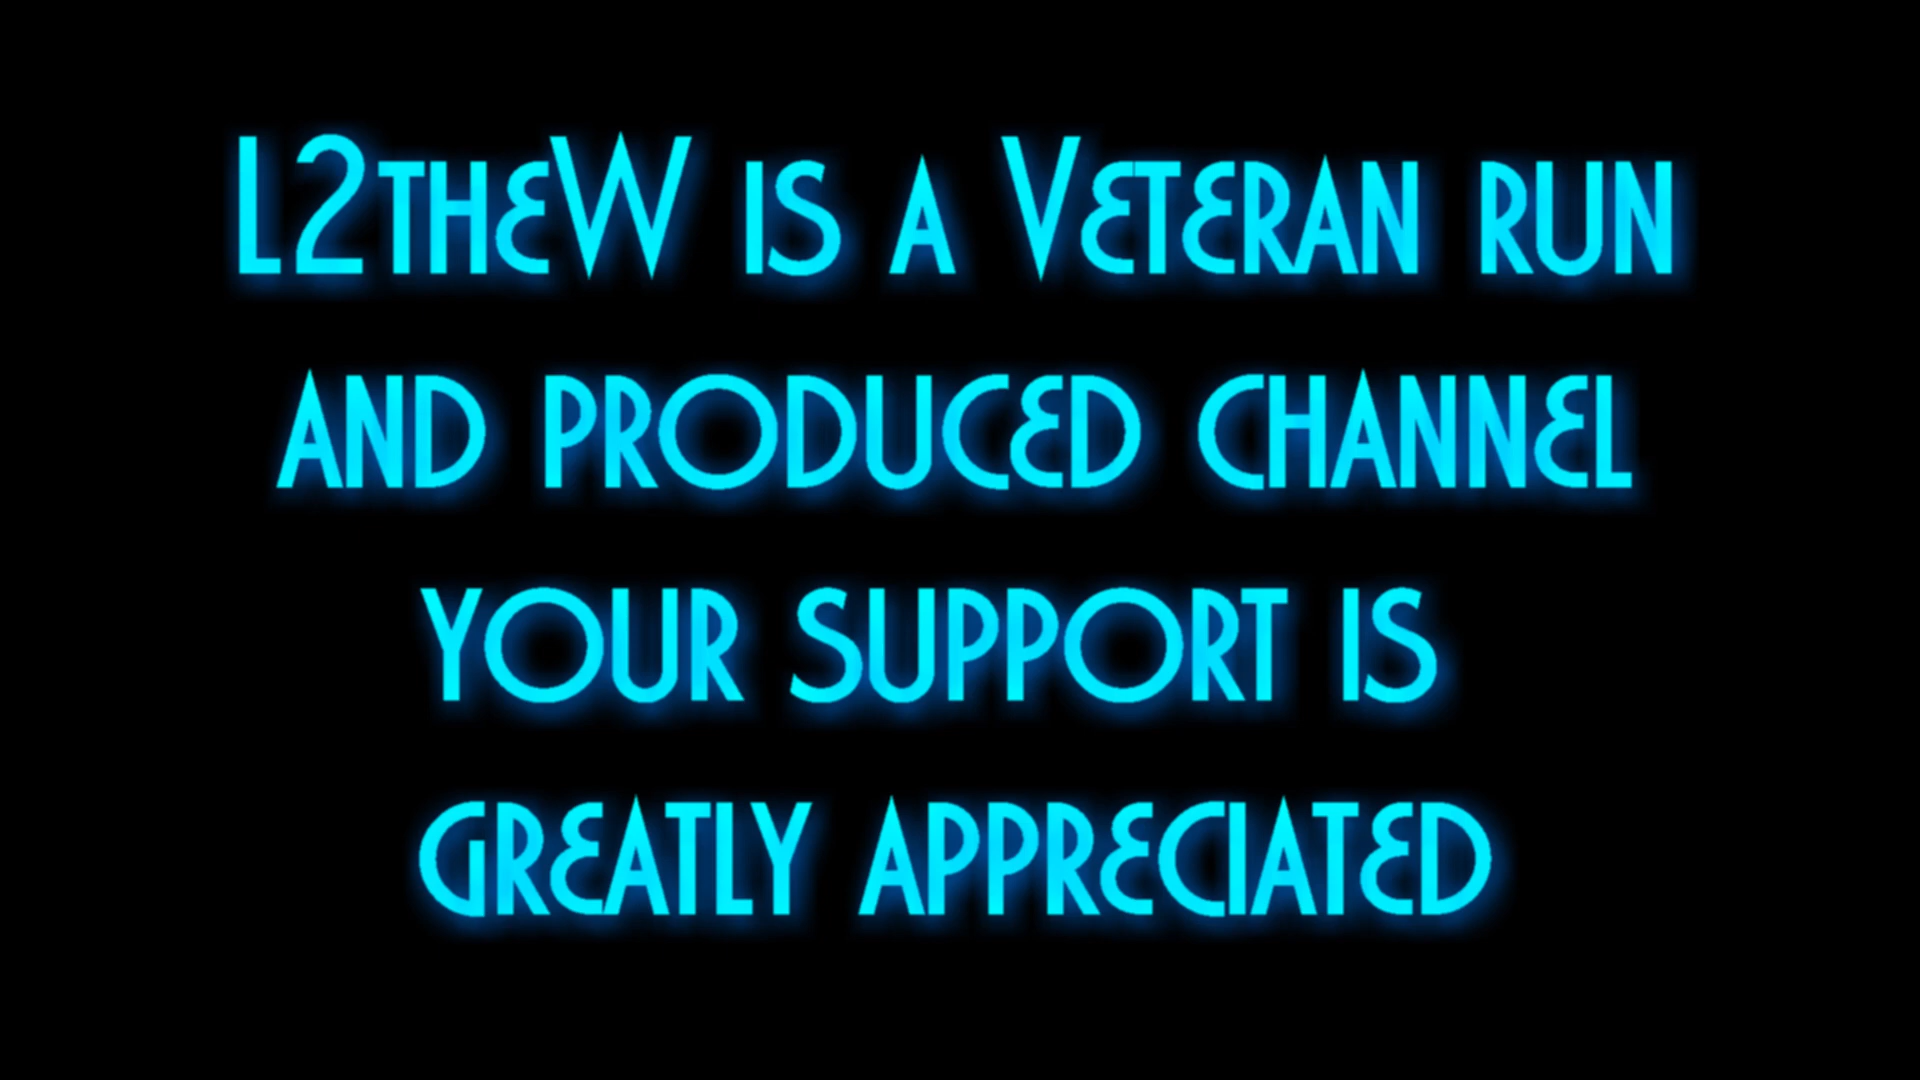 L2theW is a Veteran run
and produced channel
your support is
greatly appreciated